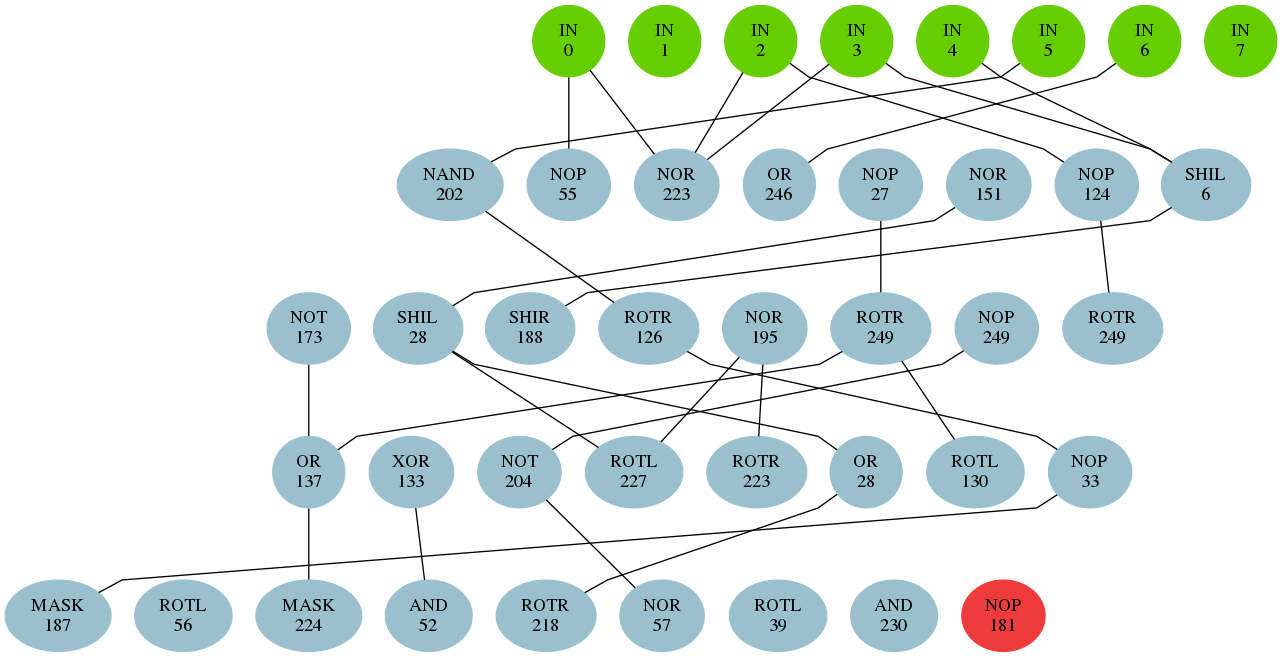 IN
0
IN
1
IN
2
IN
3
IN
4
IN
5
IN
6
IN
7
NAND
202
NOP
55
NOR
223
OR
246
NOP
27
NOR
151
NOP
124
SHIL
6
NOT
173
SHIL
28
SHIR
188
ROTR
126
NOR
195
ROTR
249
NOP
249
ROTR
249
OR
137
XOR
133
NOT
204
ROTL
227
ROTR
223
OR
28
ROTL
130
NOP
33
MASK
187
ROTL
56
MASK
224
AND
52
ROTR
218
NOR
57
ROTL
39
AND
230
NOP
181